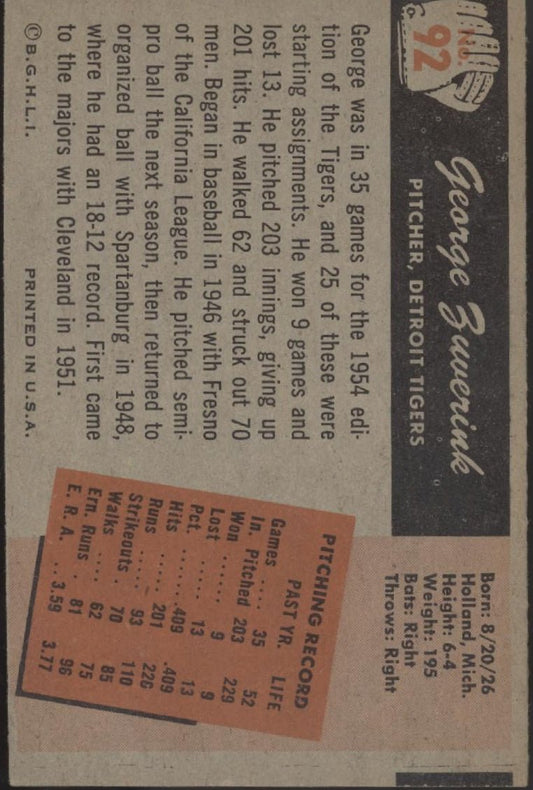 No.
92
George Zuverink
PITCHER, DETROIT TIGERS
Born: 8/20/26
Holland, Mich.
Height: 6-4
Weight: 195
Bats: Right
Throws: Right
George was in 35 games for the 1954 edi-
tion of the Tigers, and 25 of these were
starting assignments. He won 9 games and
lost 13. He pitched 203 innings, giving up
201 hits. He walked 62 and struck out 70
men. Began in baseball in 1946 with Fresno
of the California League. He pitched semi-
pro ball the next season, then returned to
organized ball with Spartanburg in 1948,
where he had an 18-12 record. First came
to the majors with Cleveland in 1951.
© B.G.H.L.I. PRINTED IN U.S.A.
PITCHING RECORD
PAST YR. LIFE
Games .... 35 52
In. Pitched 203 229
Won ...... 9 9
Lost ..... 13 13
Pct. ...... .409 .409
Hits ...... 201 226
Runs ..... 93 110
Strikeouts . 70 85
Walks .... 62 75
Ern. Runs . 81 96
E. R. A. .. 3.59 3.77